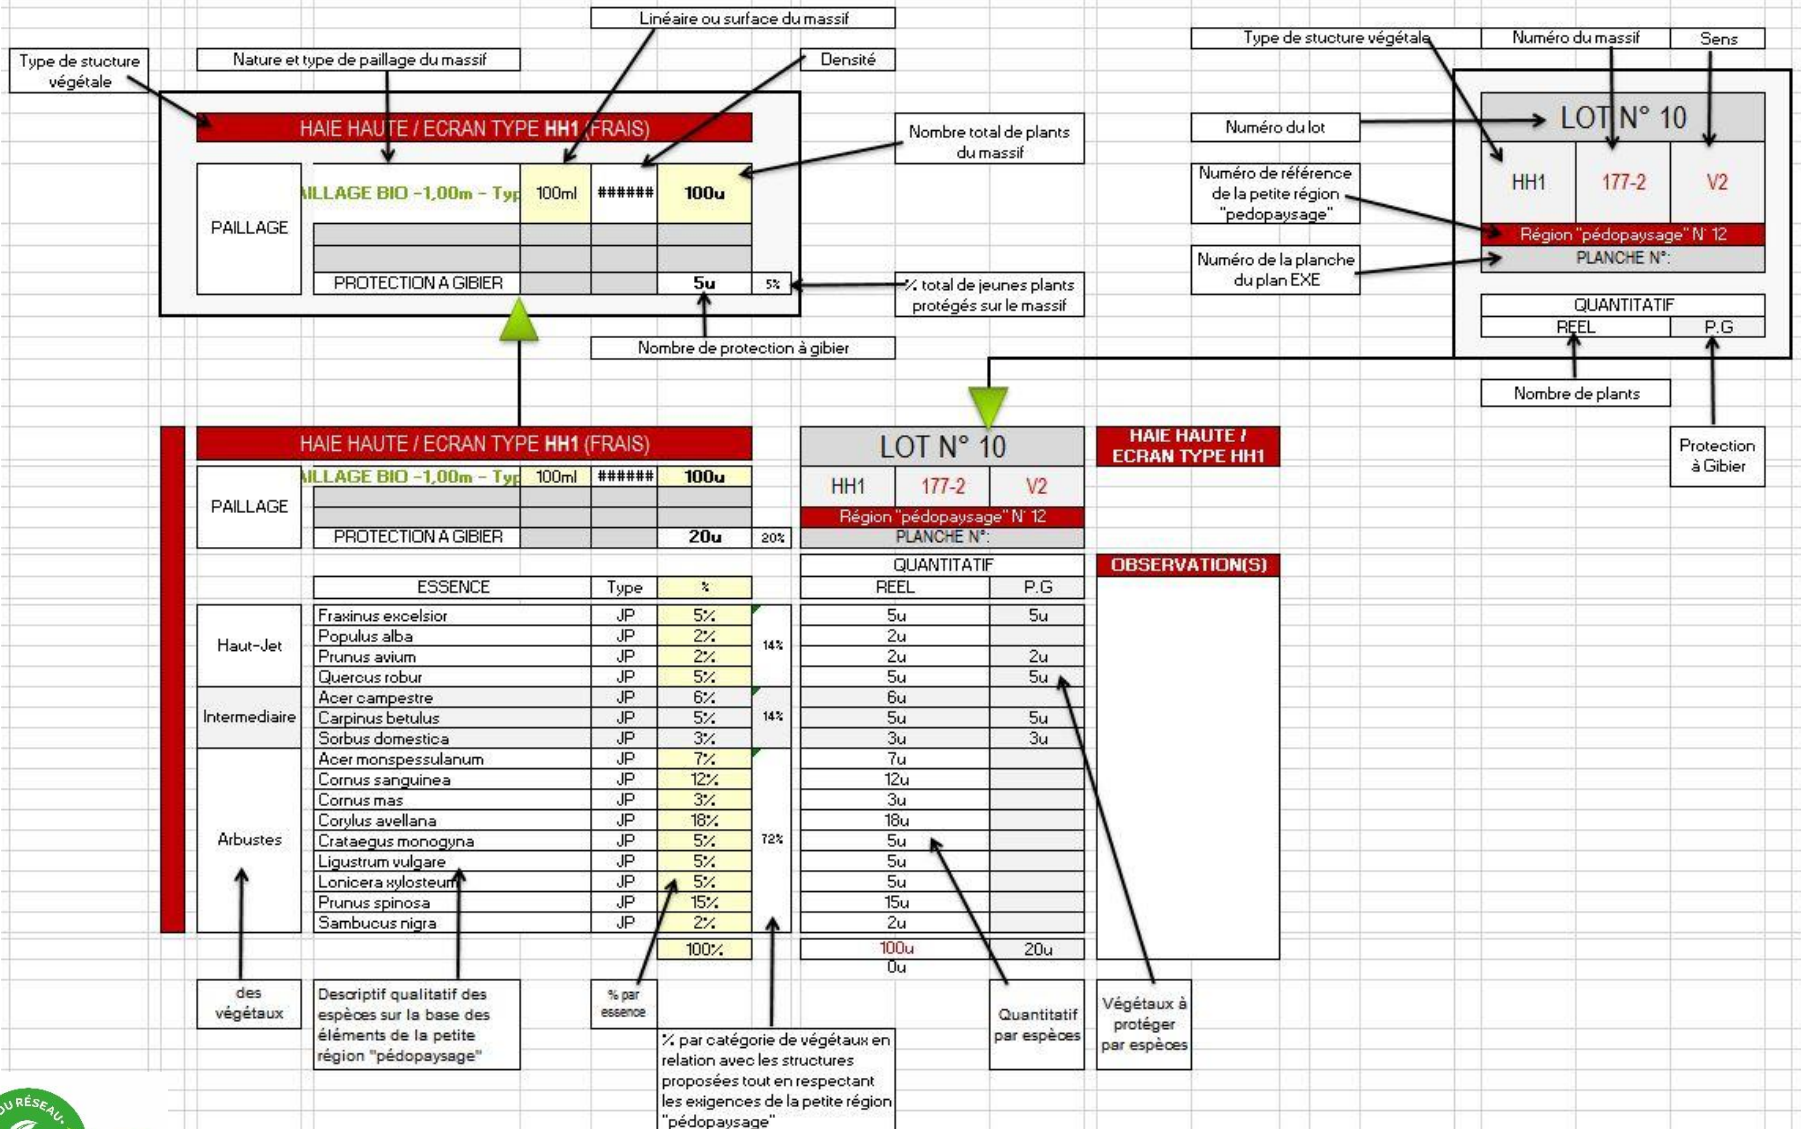 Linéaire ou surface du massif
Type de stucture végétale
Numéro du massif
Sens
Type de stucture
végétale
Nature et type de paillage du massif
Densité
HAIE HAUTE / ECRAN TYPE HH1 (FRAIS)
PAILLAGE
AILLAGE BIO -1,00m - Typ
100ml
######
100u
PROTECTION A GIBIER
5u
5%
Nombre total de plants
du massif
% total de jeunes plants
protégés sur le massif
Nombre de protection à gibier
Numéro du lot
Numéro de référence
de la petite région
"pedopaysage"
Numéro de la planche
du plan EXE
LOT N° 10
HH1
177-2
V2
Région "pédopaysage" N° 12
PLANCHE N°:
QUANTITATIF
REEL
P.G
Nombre de plants
Protection
à Gibier
HAIE HAUTE / ECRAN TYPE HH1 (FRAIS)
PAILLAGE
AILLAGE BIO -1,00m - Typ
100ml
######
100u
PROTECTION A GIBIER
20u
20%
LOT N° 10
HH1
177-2
V2
Région "pédopaysage" N° 12
PLANCHE N°:
HAIE HAUTE /
ECRAN TYPE HH1
QUANTITATIF
OBSERVATION(S)
ESSENCE Type % REEL P.G
Haut-Jet
14%
Fraxinus excelsior JP 5% 5u 5u
Populus alba JP 2% 2u
Prunus avium JP 2% 2u 2u
Quercus robur JP 5% 5u 5u
Intermediaire
14%
Acer campestre JP 6% 6u
Carpinus betulus JP 5% 5u 5u
Sorbus domestica JP 3% 3u 3u
Arbustes
72%
Acer monspessulanum JP 7% 7u
Cornus sanguinea JP 12% 12u
Cornus mas JP 3% 3u
Corylus avellana JP 18% 18u
Crataegus monogyna JP 5% 5u
Ligustrum vulgare JP 5% 5u
Lonicera xylosteum JP 5% 5u
Prunus spinosa JP 15% 15u
Sambucus nigra JP 2% 2u
100% 100u 20u
0u
des
végétaux
Descriptif qualitatif des
espèces sur la base des
éléments de la petite
région "pédopaysage"
% par
essence
% par catégorie de végétaux en
relation avec les structures
proposées tout en respectant
les exigences de la petite région
"pédopaysage"
Quantitatif
par espèces
Végétaux à
protéger
par espèces
DU RÉSEAU